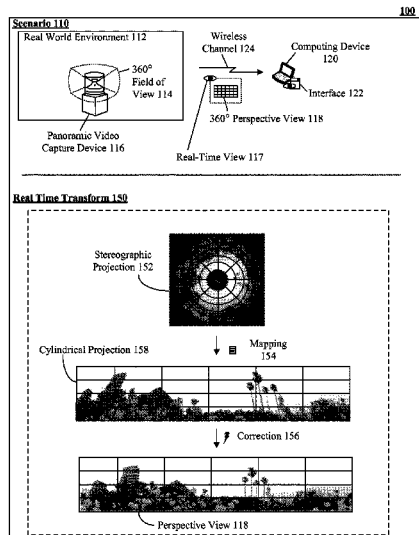 100
Scenario 110
Real World Environment 112
360°
Field of
View 114
Panoramic Video
Capture Device 116
Wireless
Channel 124
Computing Device
120
Interface 122
360° Perspective View 118
Real-Time View 117
Real Time Transform 150
Stereographic
Projection 152
Mapping
154
Cylindrical Projection 158
Correction 156
Perspective View 118